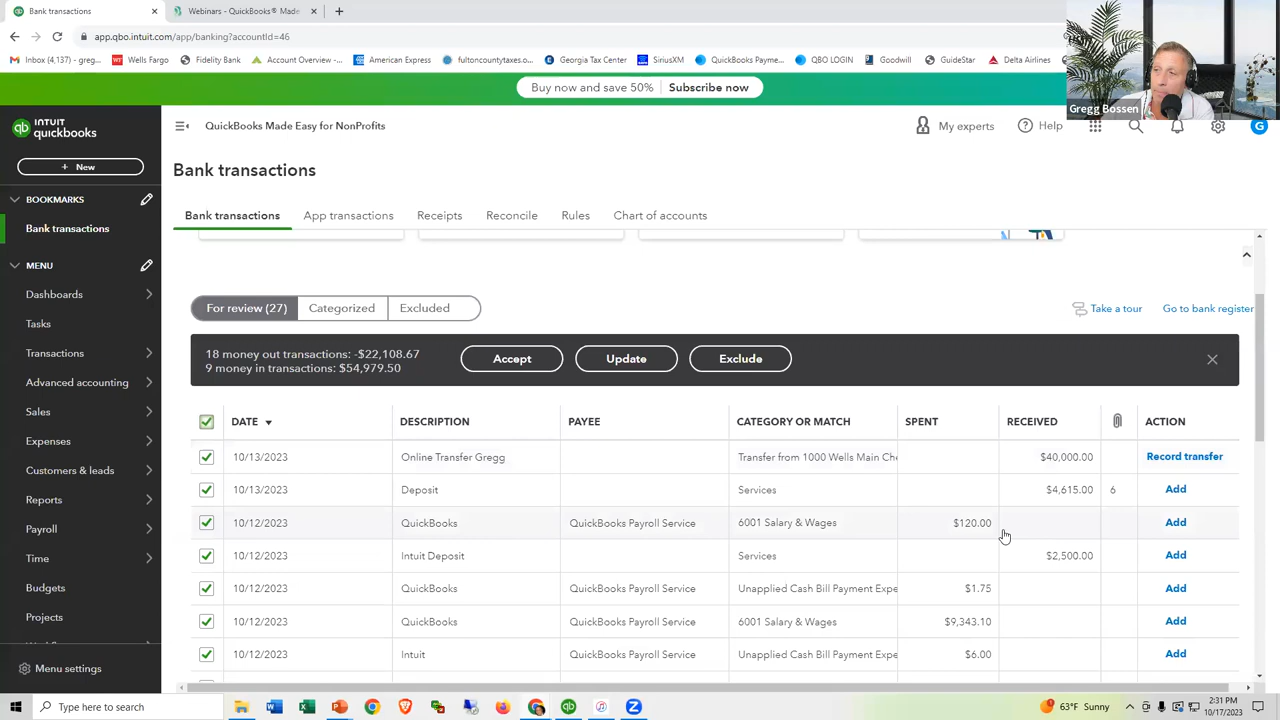 Bank transactions
Webinars - QuickBooks® Made E
app.qbo.intuit.com/app/banking?accountId=46
Inbox (4,137) - greg...
Wells Fargo
Fidelity Bank
Account Overview -...
American Express
fultoncountytaxes.o...
Georgia Tax Center
SiriusXM
QuickBooks Payme...
QBO LOGIN
Goodwill
GuideStar
Delta Airlines
Gregg Bossen
Buy now and save 50% | Subscribe now
INTUIT
quickbooks
QuickBooks Made Easy for NonProfits
My experts
Help
G
+ New
Bank transactions
BOOKMARKS
Bank transactions
Bank transactions
App transactions
Receipts
Reconcile
Rules
Chart of accounts
MENU
Dashboards
Tasks
Transactions
Advanced accounting
Sales
Expenses
Customers & leads
Reports
Payroll
Time
Budgets
Projects
Menu settings
For review (27)
Categorized
Excluded
Take a tour
Go to bank register
18 money out transactions: -$22,108.67
9 money in transactions: $54,979.50
Accept
Update
Exclude
DATE DESCRIPTION PAYEE CATEGORY OR MATCH SPENT RECEIVED ACTION
10/13/2023 Online Transfer Gregg Transfer from 1000 Wells Main Che $40,000.00 Record transfer
10/13/2023 Deposit Services $4,615.00 6 Add
10/12/2023 QuickBooks QuickBooks Payroll Service 6001 Salary & Wages $120.00 Add
10/12/2023 Intuit Deposit Services $2,500.00 Add
10/12/2023 QuickBooks QuickBooks Payroll Service Unapplied Cash Bill Payment Expe $1.75 Add
10/12/2023 QuickBooks QuickBooks Payroll Service 6001 Salary & Wages $9,343.10 Add
10/12/2023 Intuit QuickBooks Payroll Service Unapplied Cash Bill Payment Expe $6.00 Add
Type here to search
63°F Sunny
2:31 PM
10/17/2023